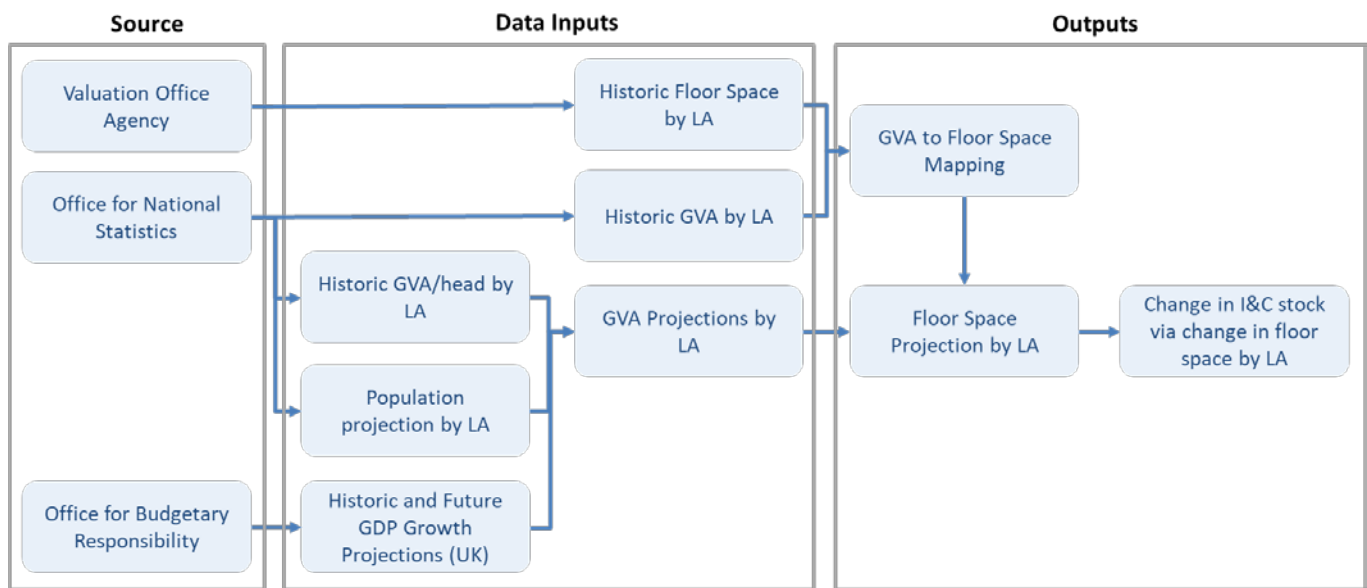 Source
Data Inputs
Outputs
Valuation Office
Agency
Historic Floor Space
by LA
GVA to Floor Space
Mapping
Office for National
Statistics
Historic GVA by LA
Historic GVA/head by
LA
GVA Projections by
LA
Floor Space
Projection by LA
Change in I&C stock
via change in floor
space by LA
Population
projection by LA
Office for Budgetary
Responsibility
Historic and Future
GDP Growth
Projections (UK)